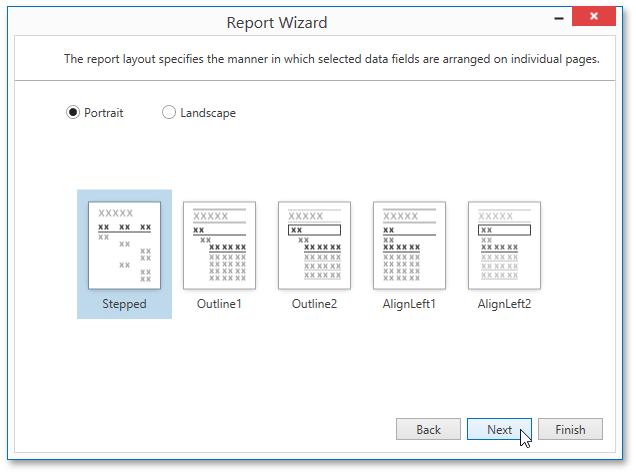 Report Wizard
The report layout specifies the manner in which selected data fields are arranged on individual pages.
Portrait Landscape
Stepped Outline1 Outline2 AlignLeft1 AlignLeft2
Back Next Finish